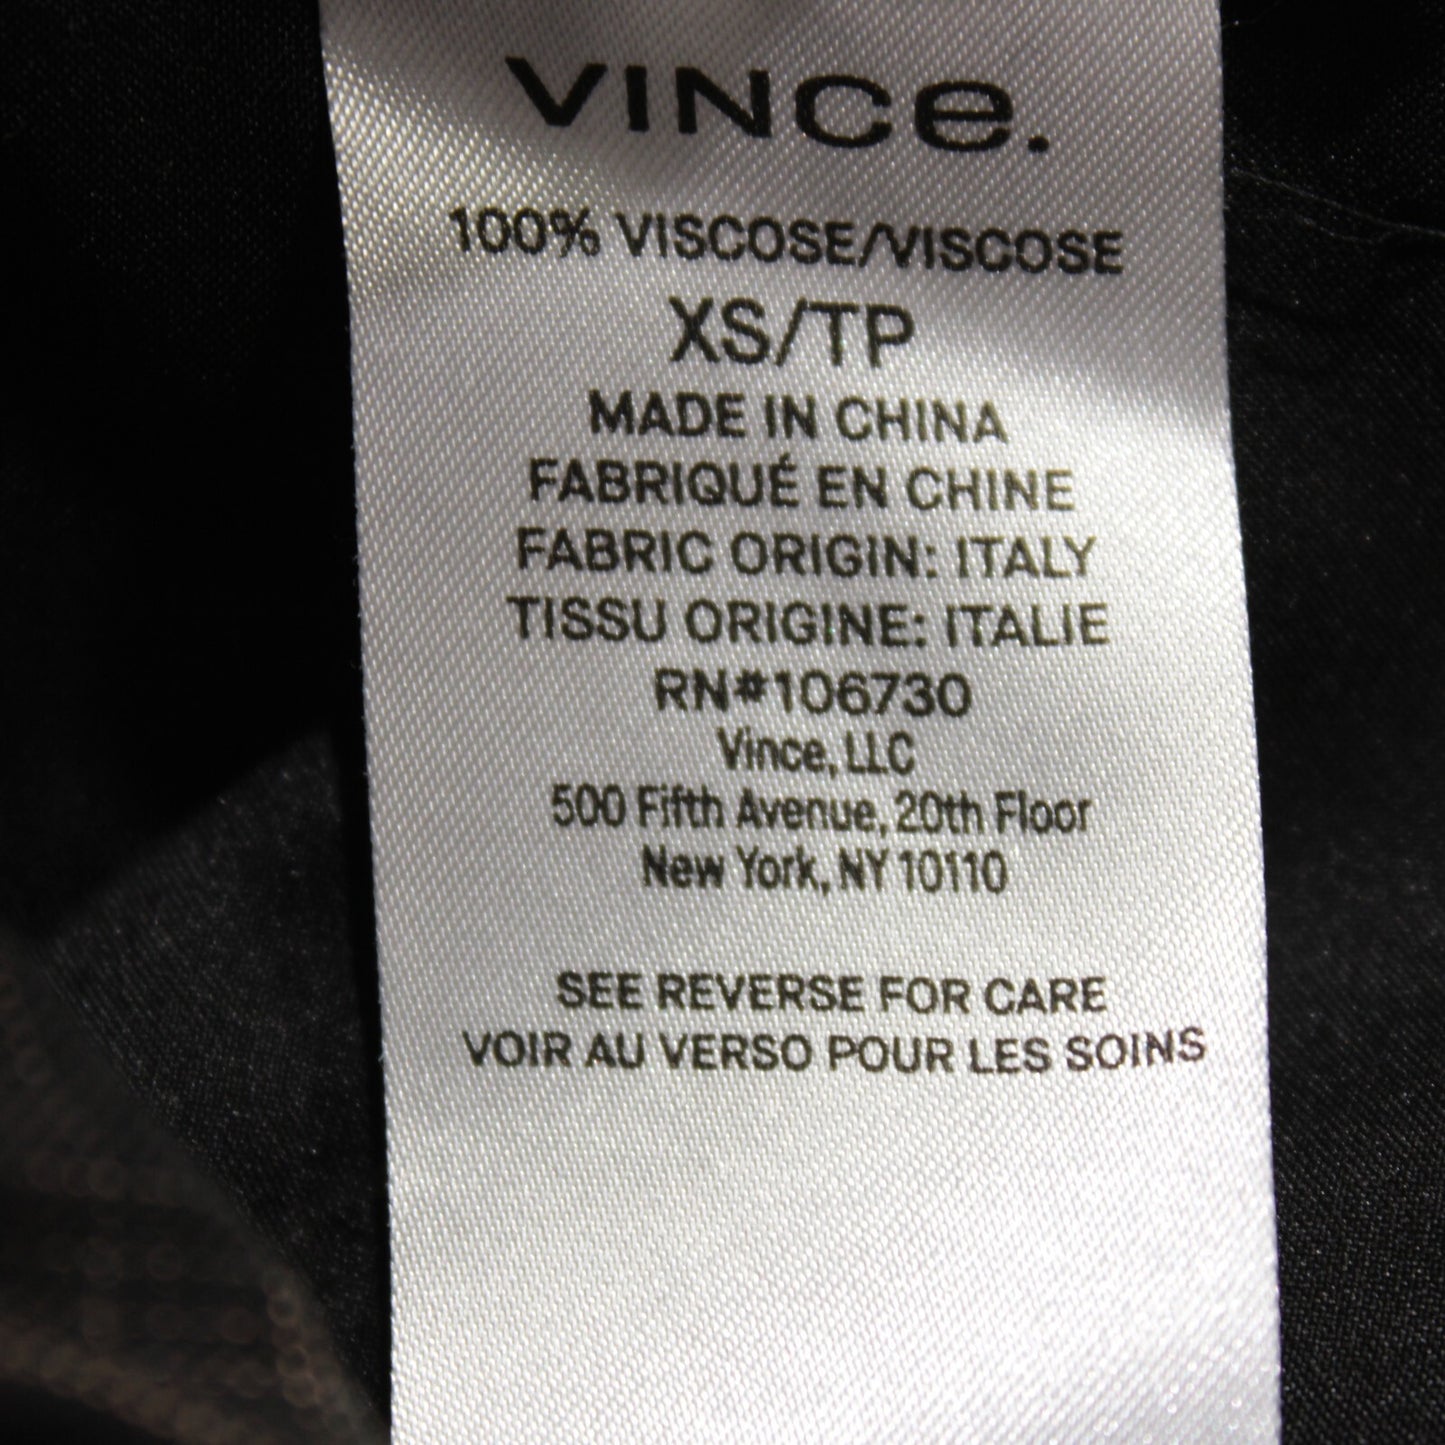 VINCe.
100% VISCOSE/VISCOSE
XS/TP
MADE IN CHINA
FABRIQUÉ EN CHINE
FABRIC ORIGIN: ITALY
TISSU ORIGINE: ITALIE
RN#106730
Vince, LLC
500 Fifth Avenue, 20th Floor
New York, NY 10110
SEE REVERSE FOR CARE
VOIR AU VERSO POUR LES SOINS